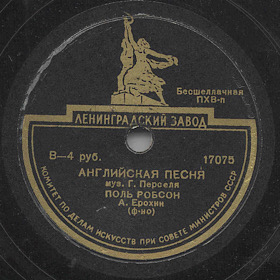 Бесшеллачная
ПХВ-п
ЛЕНИНГРАДСКИЙ ЗАВОД
В—4 руб.
17075
АНГЛИЙСКАЯ ПЕСНЯ
муз. Г. Перселя
ПОЛЬ РОБСОН
А. Ерохин
(ф-но)
КОМИТЕТ ПО ДЕЛАМ ИСКУССТВ ПРИ СОВЕТЕ МИНИСТРОВ СССР